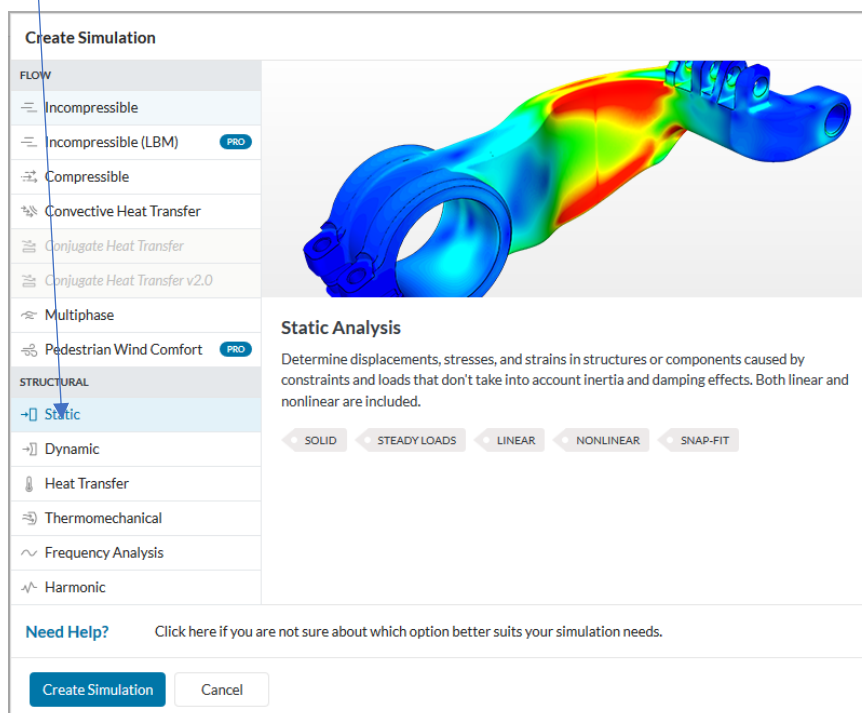 Create Simulation
FLOW
Incompressible
Incompressible (LBM) PRO
Compressible
Convective Heat Transfer
Conjugate Heat Transfer
Conjugate Heat Transfer v2.0
Multiphase
Pedestrian Wind Comfort PRO
STRUCTURAL
Static
Dynamic
Heat Transfer
Thermomechanical
Frequency Analysis
Harmonic
Static Analysis
Determine displacements, stresses, and strains in structures or components caused by
constraints and loads that don't take into account inertia and damping effects. Both linear and
nonlinear are included.
SOLID STEADY LOADS LINEAR NONLINEAR SNAP-FIT
Need Help? Click here if you are not sure about which option better suits your simulation needs.
Create Simulation Cancel